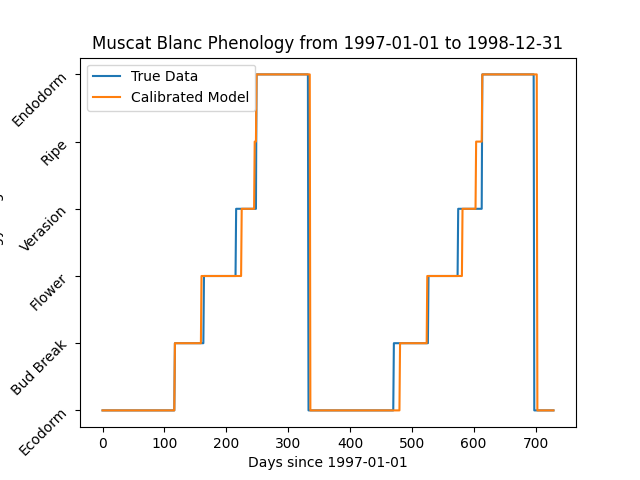 Muscat Blanc Phenology from 1997-01-01 to 1998-12-31
True Data
Calibrated Model
Endodorm
Ripe
Verasion
Flower
Bud Break
Ecodorm
0 100 200 300 400 500 600 700
Days since 1997-01-01